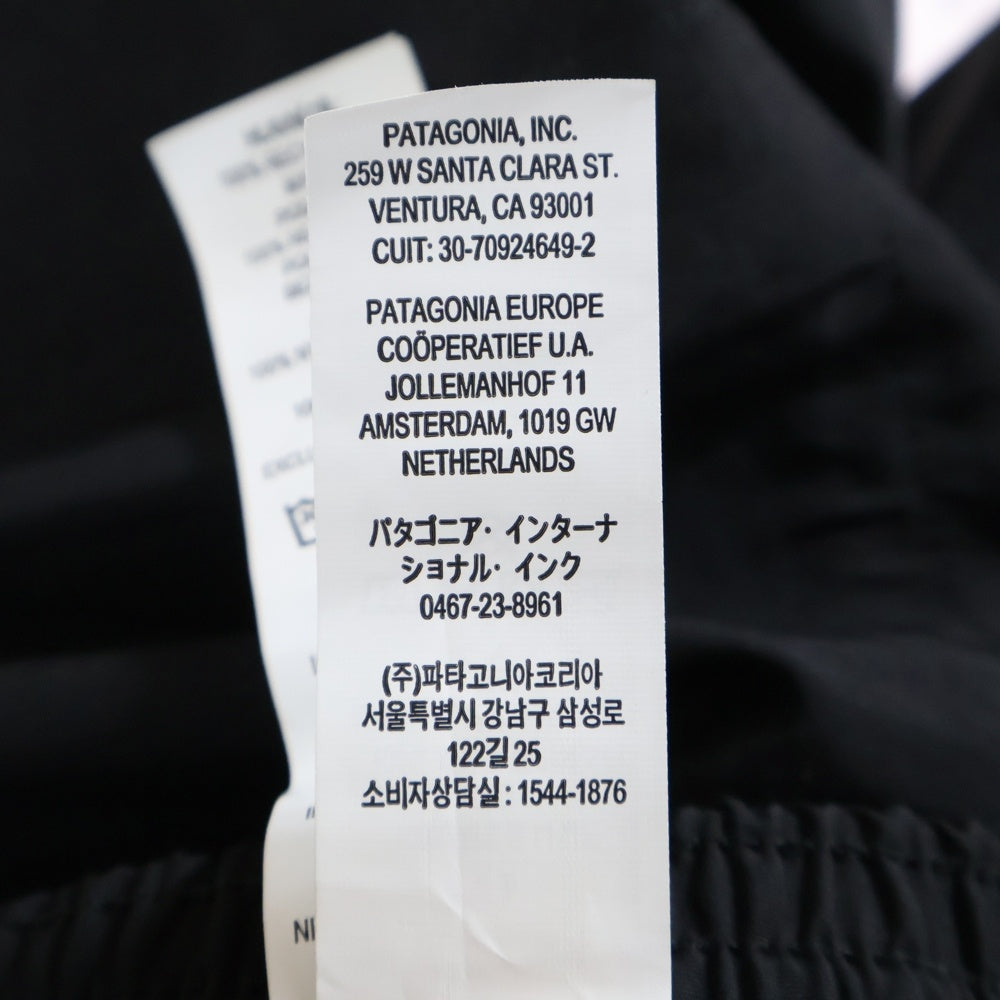 PATAGONIA, INC.
259 W SANTA CLARA ST.
VENTURA, CA 93001
CUIT: 30-70924649-2
PATAGONIA EUROPE
COÖPERATIEF U.A.
JOLLEMANHOF 11
AMSTERDAM, 1019 GW
NETHERLANDS
パタゴニア・インターナ
ショナル・インク
0467-23-8961
(주)파타고니아코리아
서울특별시 강남구 삼성로
122길 25
소비자상담실 : 1544-1876